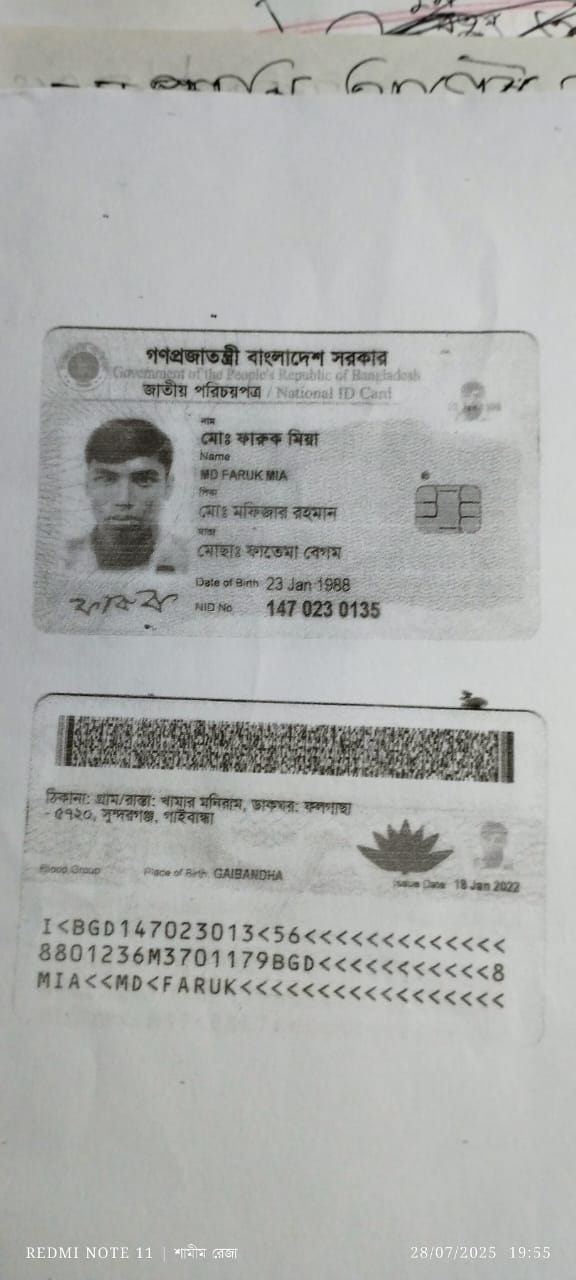 গণপ্রজাতন্ত্রী বাংলাদেশ সরকার
Government of the People's Republic of Bangladesh
জাতীয় পরিচয়পত্র / National ID Card
নাম
মোঃ ফারুক মিয়া
Name
MD FARUK MIA
পিতা
মোঃ মফিজার রহমান
মাতা
মোছাঃ ফাতেমা বেগম
Date of Birth 23 Jan 1988
NID No 147 023 0135
ফারুক
ঠিকানা: গ্রাম/রাস্তা: খামার মনিরাম, ডাকঘর: ফলগাছা
- ৫৭২০, সুন্দরগঞ্জ, গাইবান্ধা
Blood Group Place of Birth: GAIBANDHA Issue Date: 18 Jan 2022
I<BGD147023013<56<<<<<<<<<<<<<
8801236M3701179BGD<<<<<<<<<<<8
MIA<<MD<FARUK<<<<<<<<<<<<<<<<<
REDMI NOTE 11 | শামীম রেজা 28/07/2025 19:55